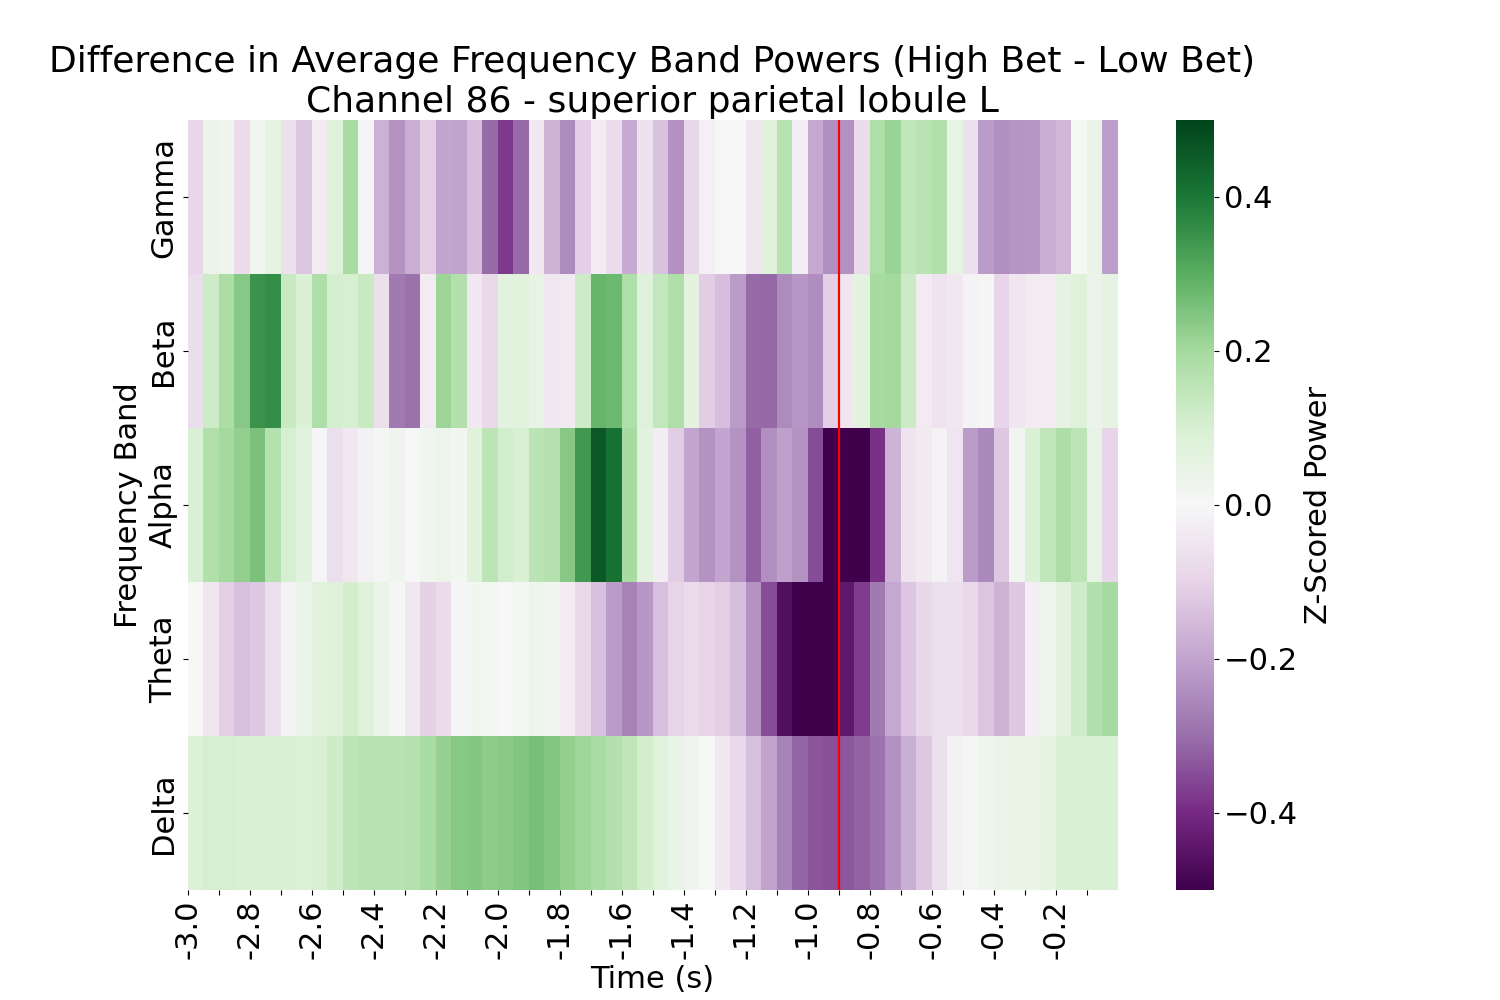 Difference in Average Frequency Band Powers (High Bet - Low Bet)
Channel 86 - superior parietal lobule L
Frequency Band
Gamma
Beta
Alpha
Theta
Delta
-3.0
-2.8
-2.6
-2.4
-2.2
-2.0
-1.8
-1.6
-1.4
-1.2
-1.0
-0.8
-0.6
-0.4
-0.2
Time (s)
0.4
0.2
0.0
−0.2
−0.4
Z-Scored Power